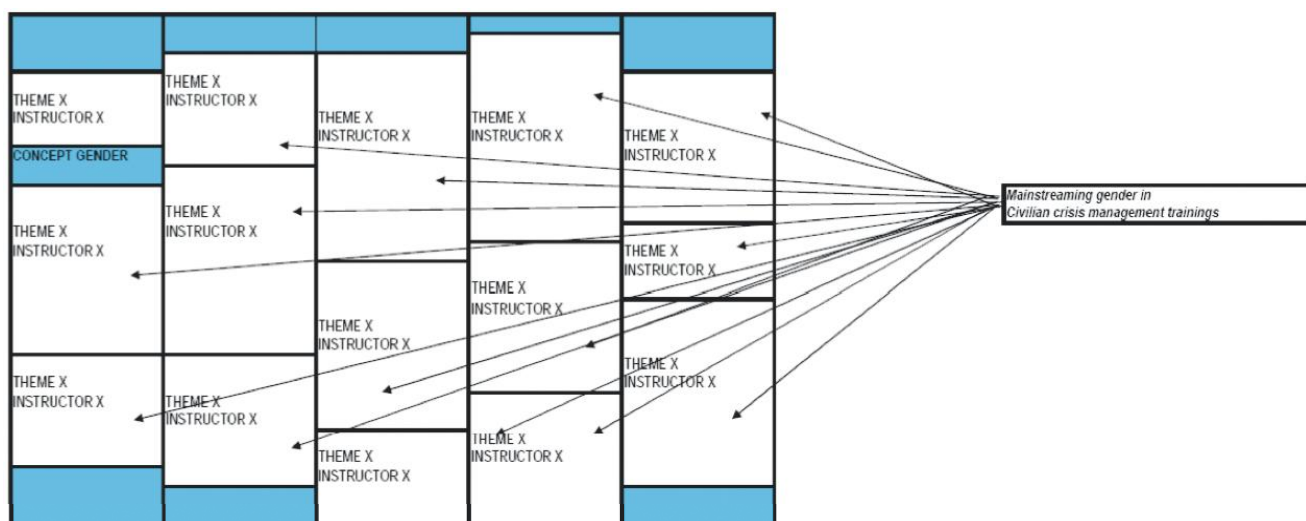 THEME X
INSTRUCTOR X
CONCEPT GENDER
THEME X
INSTRUCTOR X
THEME X
INSTRUCTOR X
THEME X
INSTRUCTOR X
THEME X
INSTRUCTOR X
THEME X
INSTRUCTOR X
THEME X
INSTRUCTOR X
THEME X
INSTRUCTOR X
THEME X
INSTRUCTOR X
THEME X
INSTRUCTOR X
THEME X
INSTRUCTOR X
THEME X
INSTRUCTOR X
THEME X
INSTRUCTOR X
THEME X
INSTRUCTOR X
THEME X
INSTRUCTOR X
Mainstreaming gender in
Civilian crisis management trainings